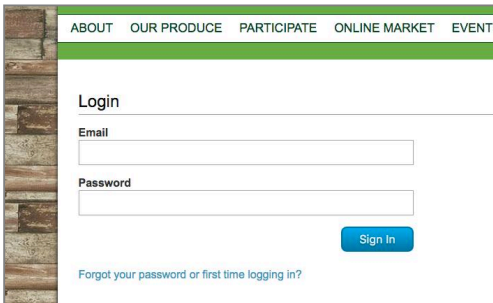 ABOUT OUR PRODUCE PARTICIPATE ONLINE MARKET EVENT
Login
Email
Password
Sign In
Forgot your password or first time logging in?